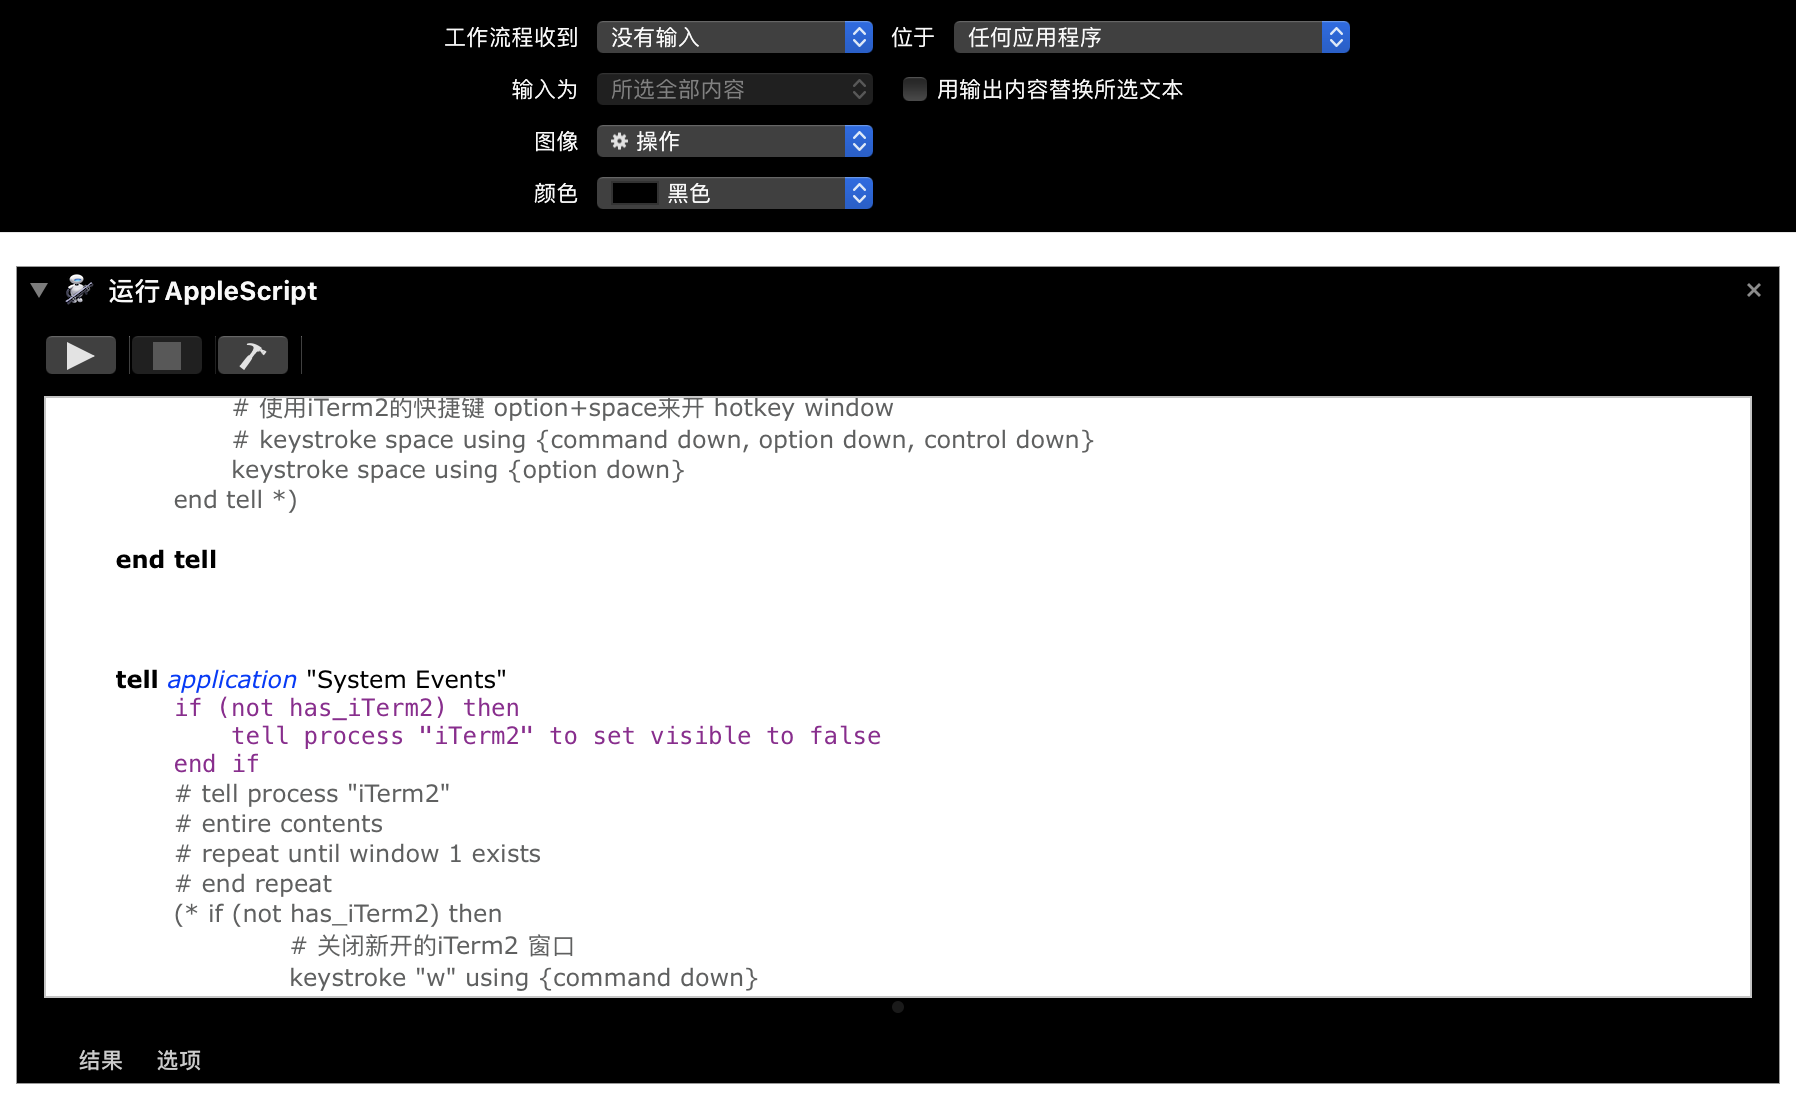 工作流程收到 没有输入 位于 任何应用程序
输入为 所选全部内容 用输出内容替换所选文本
图像 操作
颜色 黑色
运行 AppleScript
# 使用iTerm2的快捷键 option+space来开 hotkey window
# keystroke space using {command down, option down, control down}
keystroke space using {option down}
end tell *)
end tell
tell application "System Events"
if (not has_iTerm2) then
tell process "iTerm2" to set visible to false
end if
# tell process "iTerm2"
# entire contents
# repeat until window 1 exists
# end repeat
(* if (not has_iTerm2) then
# 关闭新开的iTerm2 窗口
keystroke "w" using {command down}
结果 选项